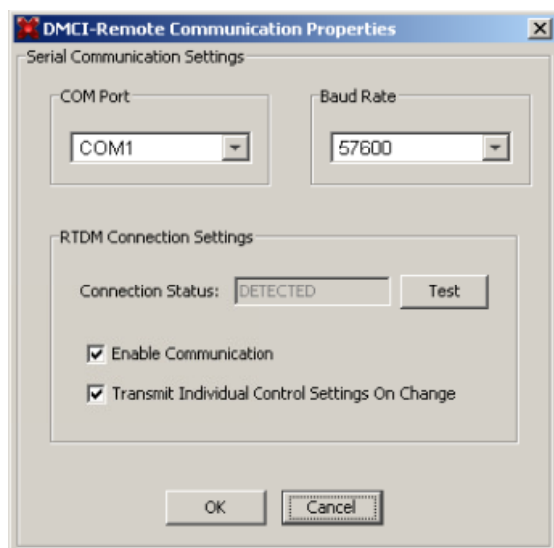 DMCI-Remote Communication Properties
Serial Communication Settings
COM Port
Baud Rate
COM1
57600
RTDM Connection Settings
Connection Status: DETECTED Test
Enable Communication
Transmit Individual Control Settings On Change
OK Cancel